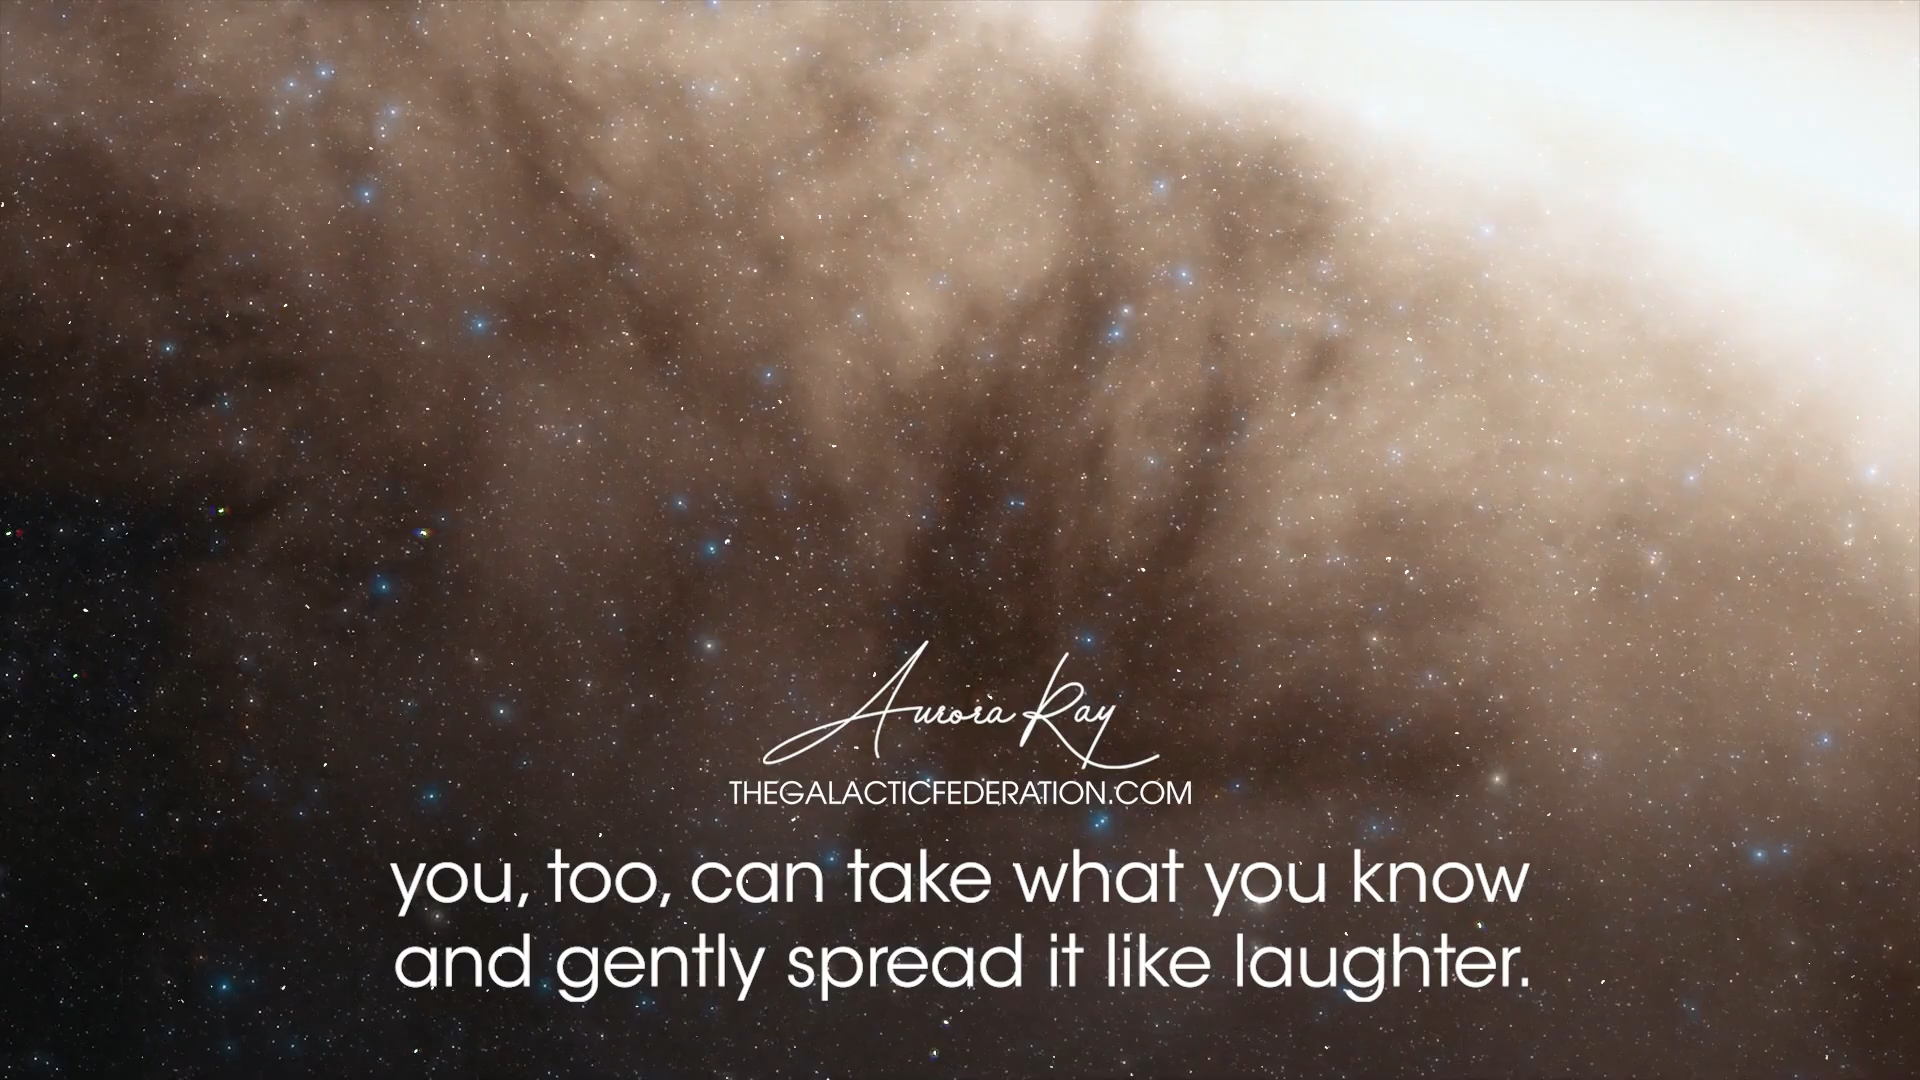 Aurora Ray
THEGALACTICFEDERATION.COM
you, too, can take what you know
and gently spread it like laughter.